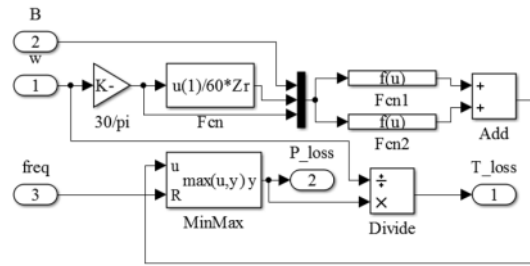 B
2
w
1
K-
30/pi
u(1)/60*Zr
Fcn
f(u)
Fcn1
f(u)
Fcn2
+
+
Add
freq
3
u
R
max(u,y) y
MinMax
P_loss
2
÷
×
Divide
T_loss
1